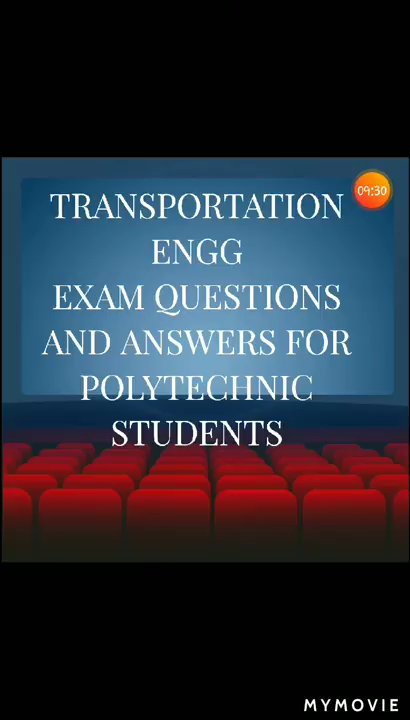 09:30
TRANSPORTATION
ENGG
EXAM QUESTIONS
AND ANSWERS FOR
POLYTECHNIC
STUDENTS
MYMOVIE